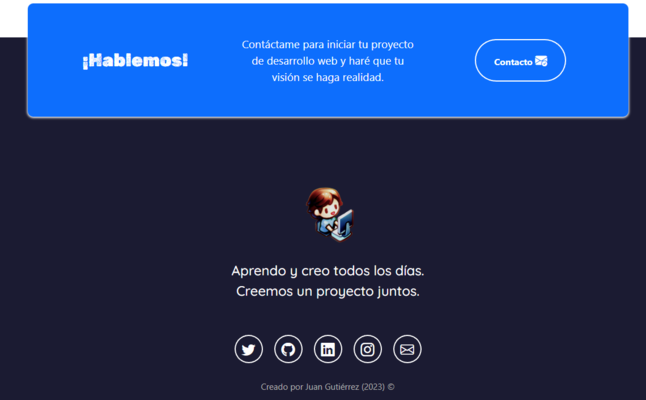 ¡Hablemos!
Contáctame para iniciar tu proyecto
de desarrollo web y haré que tu
visión se haga realidad.
Contacto
Aprendo y creo todos los días.
Creemos un proyecto juntos.
Creado por Juan Gutiérrez (2023) ©